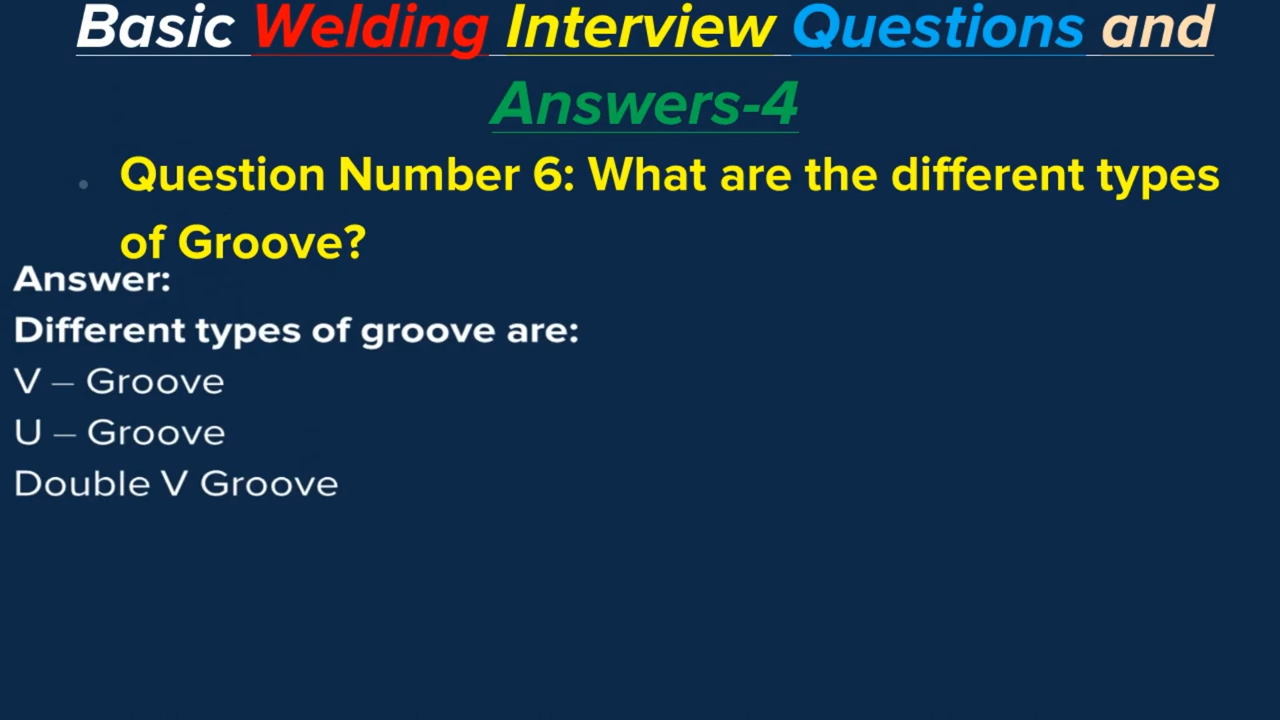 Basic Welding Interview Questions and
Answers-4
• Question Number 6: What are the different types
of Groove?
Answer:
Different types of groove are:
V – Groove
U – Groove
Double V Groove